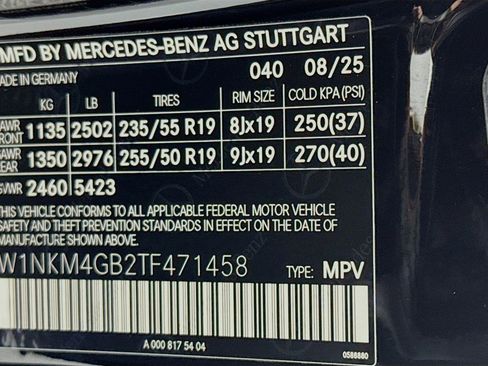 MFD BY MERCEDES-BENZ AG STUTTGART
MADE IN GERMANY 040 08/25
KG LB TIRES RIM SIZE COLD KPA (PSI)
GAWR FRONT 1135 2502 235/55 R19 8Jx19 250(37)
GAWR REAR 1350 2976 255/50 R19 9Jx19 270(40)
GVWR 2460 5423
THIS VEHICLE CONFORMS TO ALL APPLICABLE FEDERAL MOTOR VEHICLE
SAFETY AND THEFT PREVENTION STANDARDS IN EFFECT ON THE DATE OF
MANUFACTURE SHOWN ABOVE.
W1NKM4GB2TF471458 TYPE: MPV
A 000 817 54 04